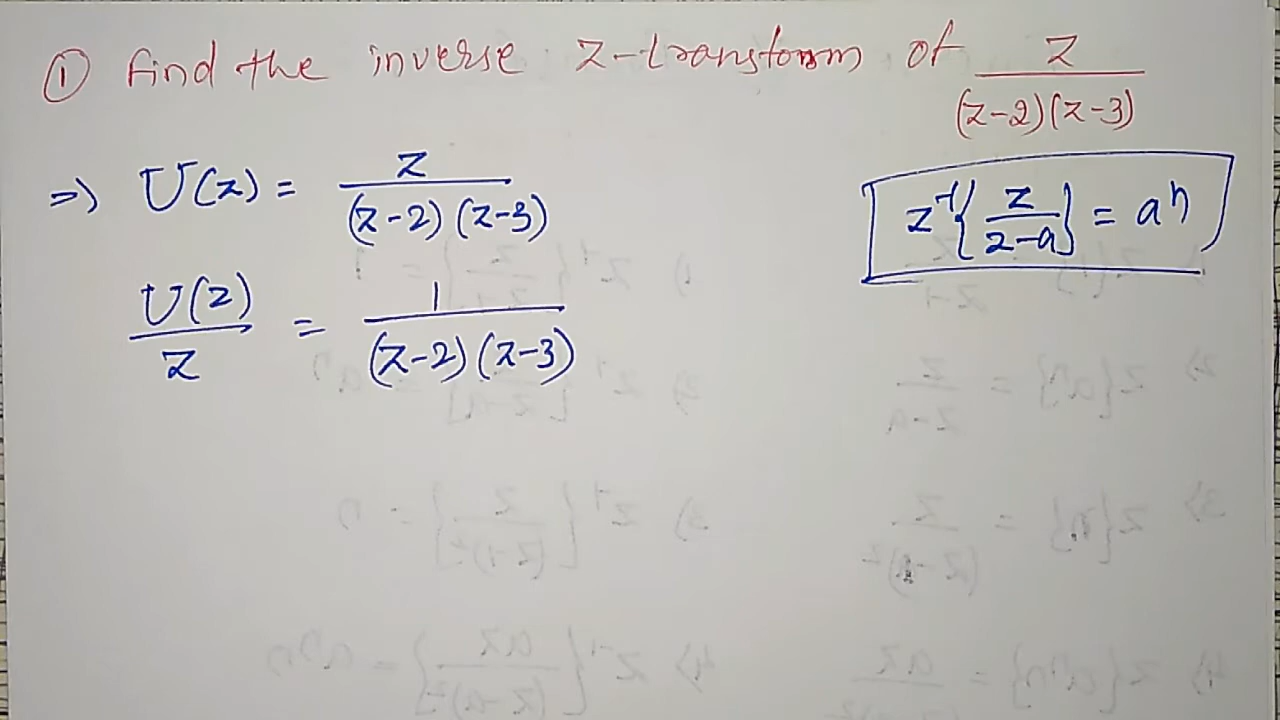 ① Find the inverse z-transform of z/((z-2)(z-3))
⇒ U(z) = z/((z-2)(z-3))
z⁻¹{z/(z-a)} = aⁿ
U(z)/z = 1/((z-2)(z-3))